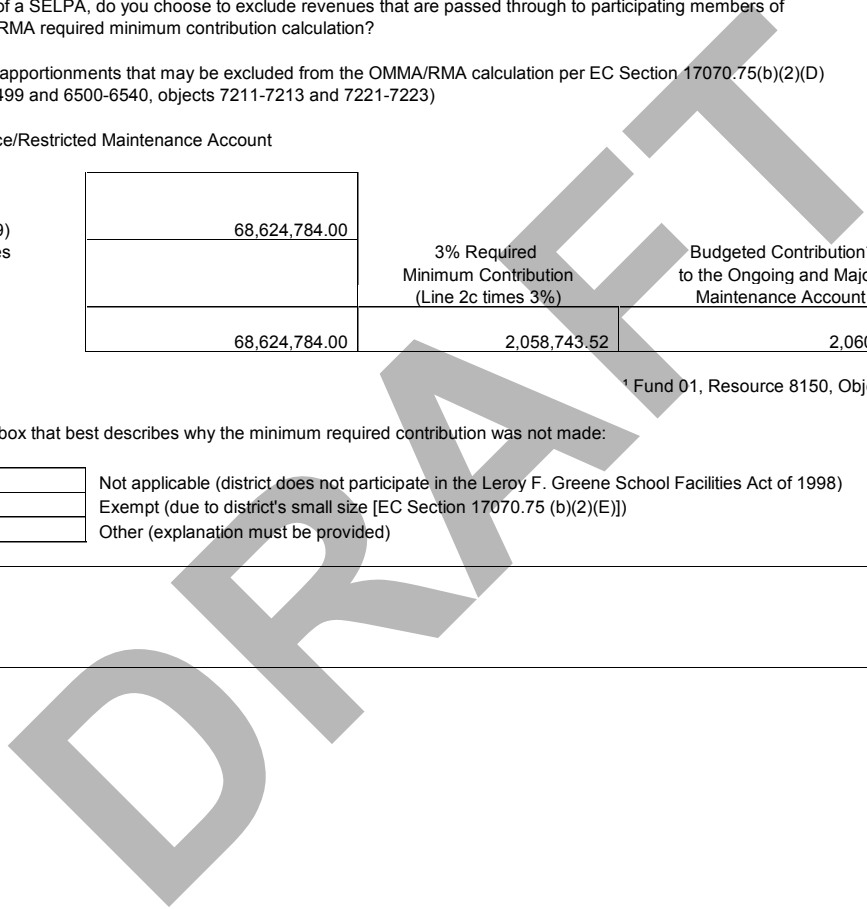 of a SELPA, do you choose to exclude revenues that are passed through to participating members of
RMA required minimum contribution calculation?
apportionments that may be excluded from the OMMA/RMA calculation per EC Section 17070.75(b)(2)(D)
499 and 6500-6540, objects 7211-7213 and 7221-7223)
ce/Restricted Maintenance Account
9) 68,624,784.00
es
3% Required Minimum Contribution (Line 2c times 3%)
Budgeted Contribution¹ to the Ongoing and Majo Maintenance Account
68,624,784.00 2,058,743.52 2,060
¹ Fund 01, Resource 8150, Obj
box that best describes why the minimum required contribution was not made:
Not applicable (district does not participate in the Leroy F. Greene School Facilities Act of 1998)
Exempt (due to district's small size [EC Section 17070.75 (b)(2)(E)])
Other (explanation must be provided)
DRAFT